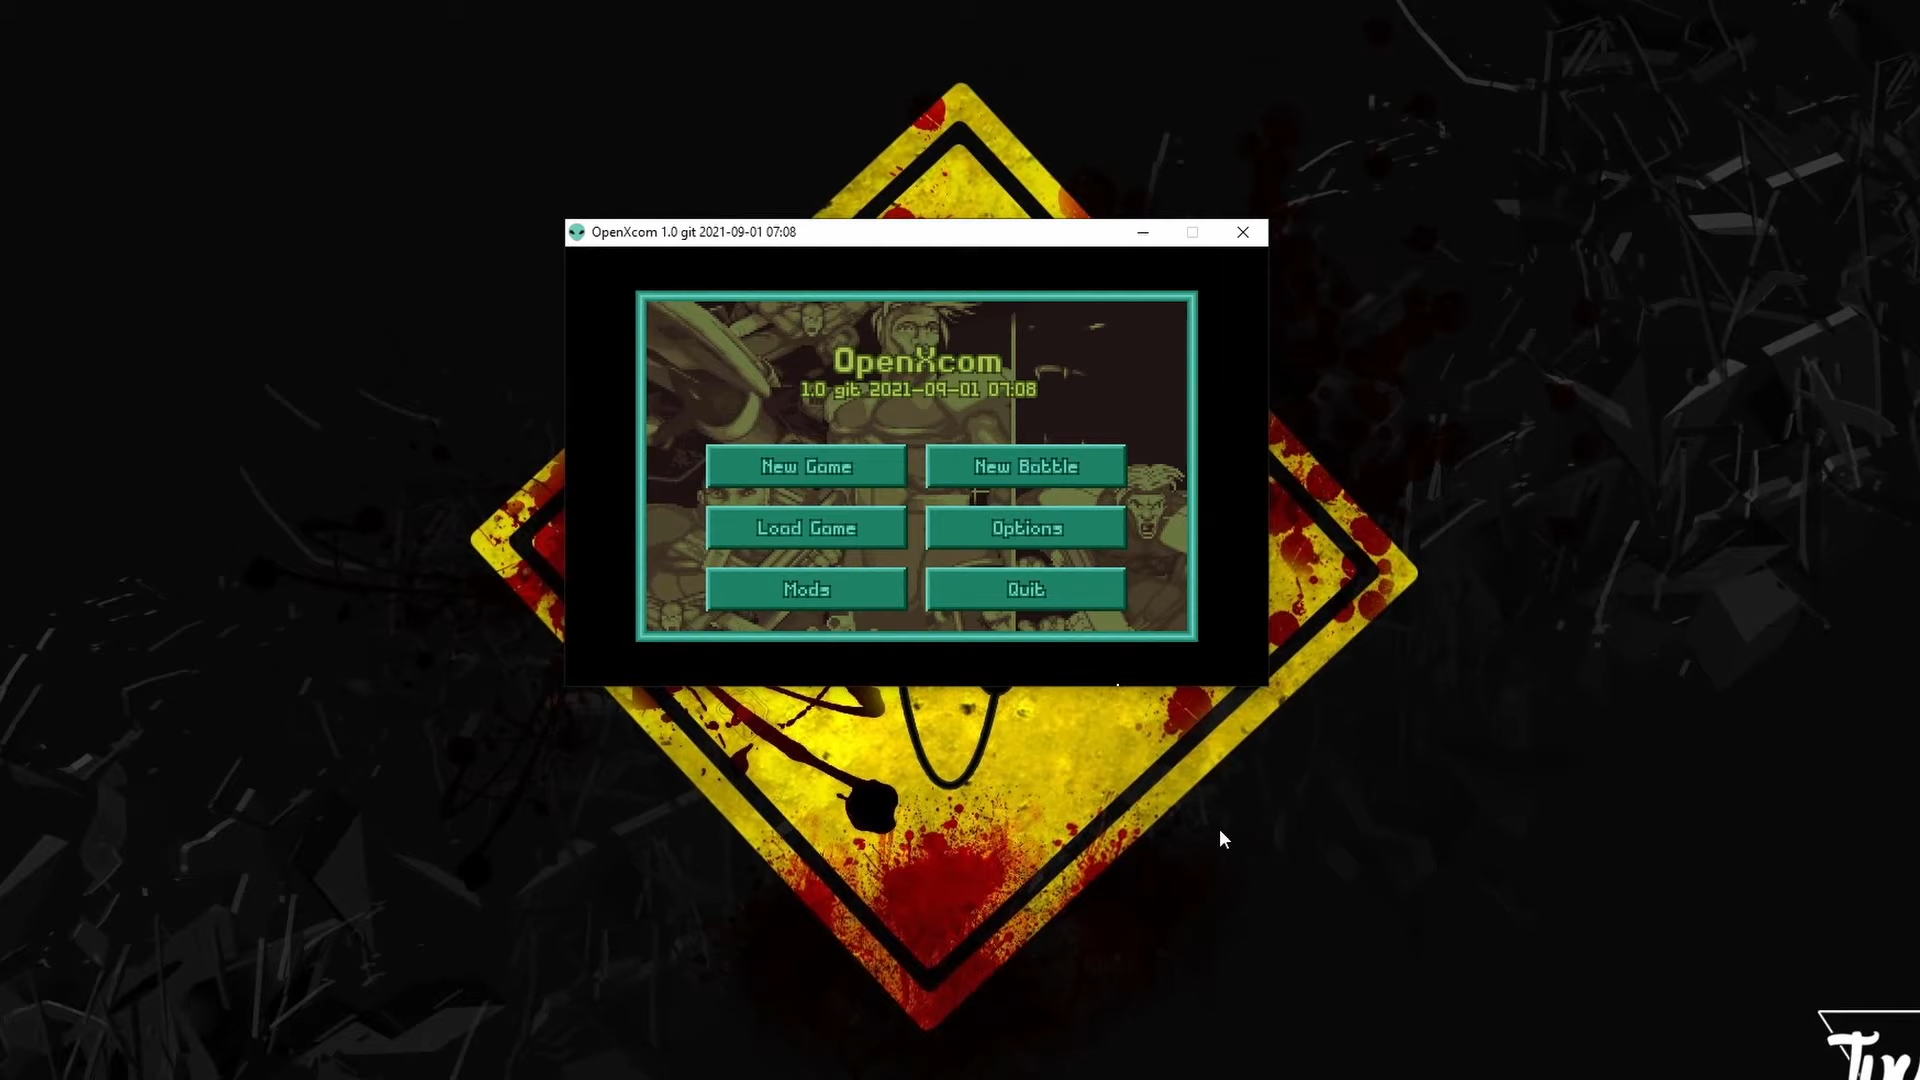 OpenXcom 1.0 git 2021-09-01 07:08
OpenXcom
1.0 git 2021-09-01 07:08
New Game
New Battle
Load Game
Options
Mods
Quit